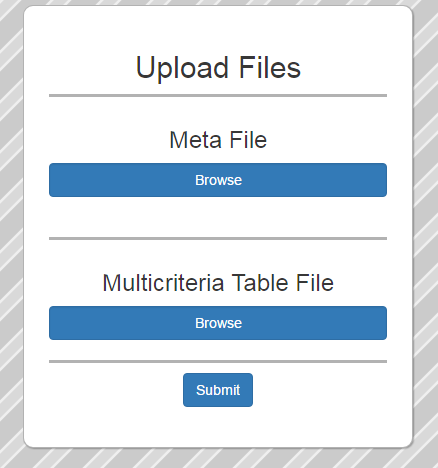 Upload Files
Meta File
Browse
Multicriteria Table File
Browse
Submit